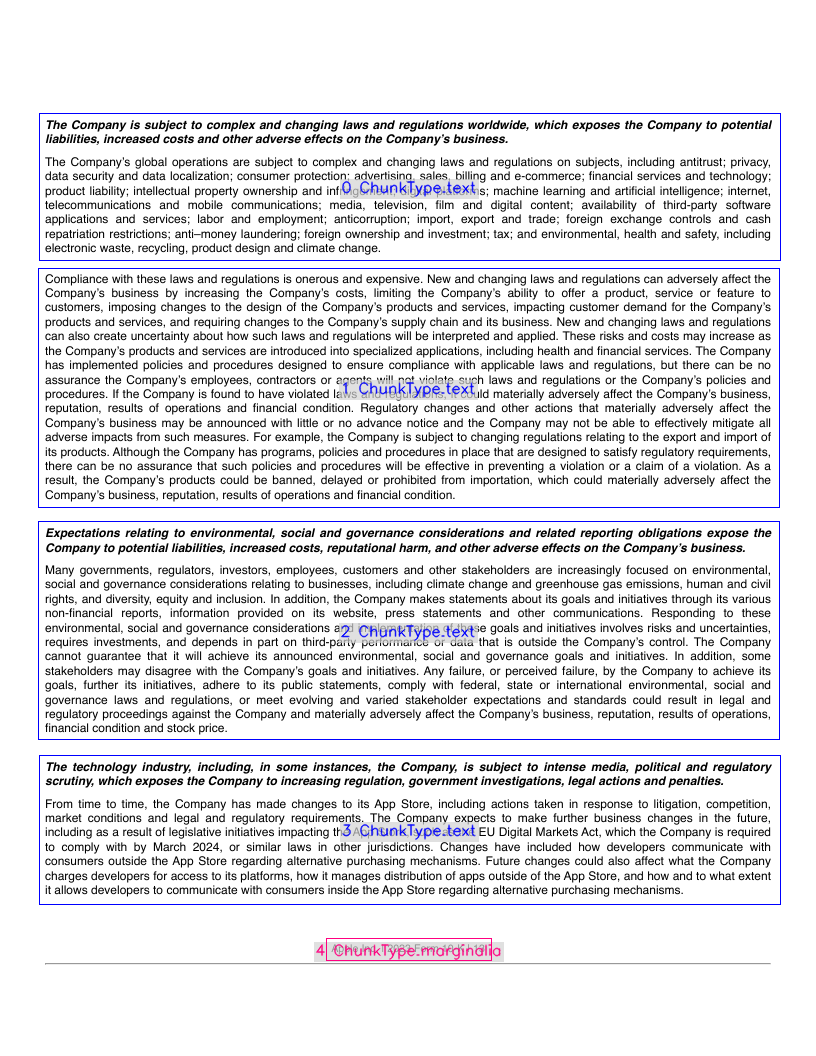 The Company is subject to complex and changing laws and regulations worldwide, which exposes the Company to potential
liabilities, increased costs and other adverse effects on the Company's business.
The Company's global operations are subject to complex and changing laws and regulations on subjects, including antitrust; privacy,
data security and data localization; consumer protection; advertising, sales, billing and e-commerce; financial services and technology;
product liability; intellectual property ownership and machine learning and artificial intelligence; internet,
0 ChunkType.text
telecommunications and mobile communications; media, television, film and digital content; availability of third-party software
applications and services; labor and employment; anticorruption; import, export and trade; foreign exchange controls and cash
repatriation restrictions; anti–money laundering; foreign ownership and investment; tax; and environmental, health and safety, including
electronic waste, recycling, product design and climate change.
Compliance with these laws and regulations is onerous and expensive. New and changing laws and regulations can adversely affect the
Company's business by increasing the Company's costs, limiting the Company's ability to offer a product, service or feature to
customers, imposing changes to the design of the Company's products and services, impacting customer demand for the Company's
products and services, and requiring changes to the Company's supply chain and its business. New and changing laws and regulations
can also create uncertainty about how such laws and regulations will be interpreted and applied. These risks and costs may increase as
the Company's products and services are introduced into specialized applications, including health and financial services. The Company
has implemented policies and procedures designed to ensure compliance with applicable laws and regulations, but there can be no
assurance the Company's employees, contractors or agents will not violate such laws and regulations or the Company's policies and
1 ChunkType.text
procedures. If the Company is found to have violated materially adversely affect the Company's business,
reputation, results of operations and financial condition. Regulatory changes and other actions that materially adversely affect the
Company's business may be announced with little or no advance notice and the Company may not be able to effectively mitigate all
adverse impacts from such measures. For example, the Company is subject to changing regulations relating to the export and import of
its products. Although the Company has programs, policies and procedures in place that are designed to satisfy regulatory requirements,
there can be no assurance that such policies and procedures will be effective in preventing a violation or a claim of a violation. As a
result, the Company's products could be banned, delayed or prohibited from importation, which could materially adversely affect the
Company's business, reputation, results of operations and financial condition.
Expectations relating to environmental, social and governance considerations and related reporting obligations expose the
Company to potential liabilities, increased costs, reputational harm, and other adverse effects on the Company's business.
Many governments, regulators, investors, employees, customers and other stakeholders are increasingly focused on environmental,
social and governance considerations relating to businesses, including climate change and greenhouse gas emissions, human and civil
rights, and diversity, equity and inclusion. In addition, the Company makes statements about its goals and initiatives through its various
non-financial reports, information provided on its website, press statements and other communications. Responding to these
environmental, social and governance considerations goals and initiatives involves risks and uncertainties,
2 ChunkType.text
requires investments, and depends in part on third-party performance or data that is outside the Company's control. The Company
cannot guarantee that it will achieve its announced environmental, social and governance goals and initiatives. In addition, some
stakeholders may disagree with the Company's goals and initiatives. Any failure, or perceived failure, by the Company to achieve its
goals, further its initiatives, adhere to its public statements, comply with federal, state or international environmental, social and
governance laws and regulations, or meet evolving and varied stakeholder expectations and standards could result in legal and
regulatory proceedings against the Company and materially adversely affect the Company's business, reputation, results of operations,
financial condition and stock price.
The technology industry, including, in some instances, the Company, is subject to intense media, political and regulatory
scrutiny, which exposes the Company to increasing regulation, government investigations, legal actions and penalties.
From time to time, the Company has made changes to its App Store, including actions taken in response to litigation, competition,
market conditions and legal and regulatory requirements. The Company expects to make further business changes in the future,
including as a result of legislative initiatives impacting EU Digital Markets Act, which the Company is required
3 ChunkType.text
to comply with by March 2024, or similar laws in other jurisdictions. Changes have included how developers communicate with
consumers outside the App Store regarding alternative purchasing mechanisms. Future changes could also affect what the Company
charges developers for access to its platforms, how it manages distribution of apps outside of the App Store, and how and to what extent
it allows developers to communicate with consumers inside the App Store regarding alternative purchasing mechanisms.
4 ChunkType.marginalia